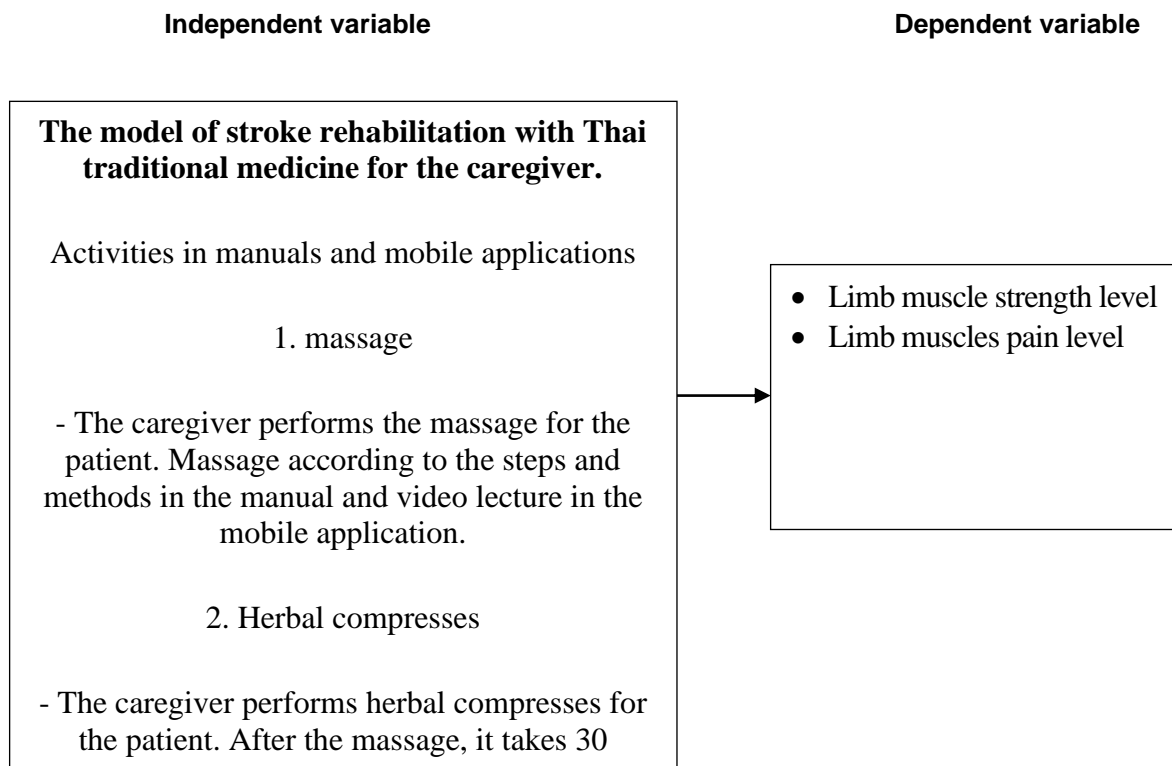 Independent variable
Dependent variable
The model of stroke rehabilitation with Thai
traditional medicine for the caregiver.
Activities in manuals and mobile applications
1. massage
- The caregiver performs the massage for the
patient. Massage according to the steps and
methods in the manual and video lecture in the
mobile application.
2. Herbal compresses
- The caregiver performs herbal compresses for
the patient. After the massage, it takes 30
• Limb muscle strength level
• Limb muscles pain level